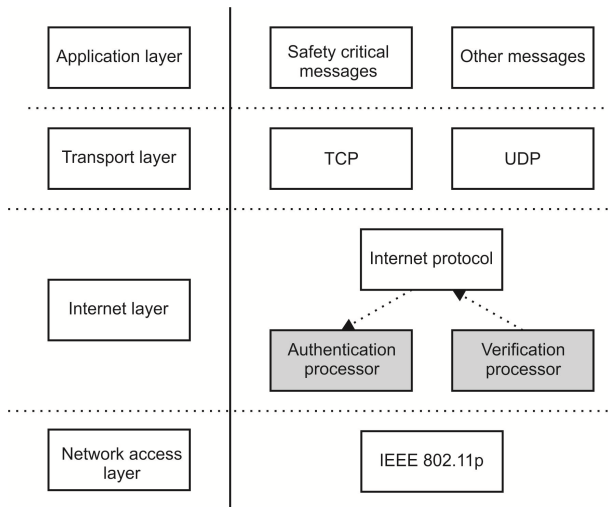 Application layer
Safety critical
messages
Other messages
Transport layer
TCP
UDP
Internet protocol
Internet layer
Authentication
processor
Verification
processor
Network access
layer
IEEE 802.11p